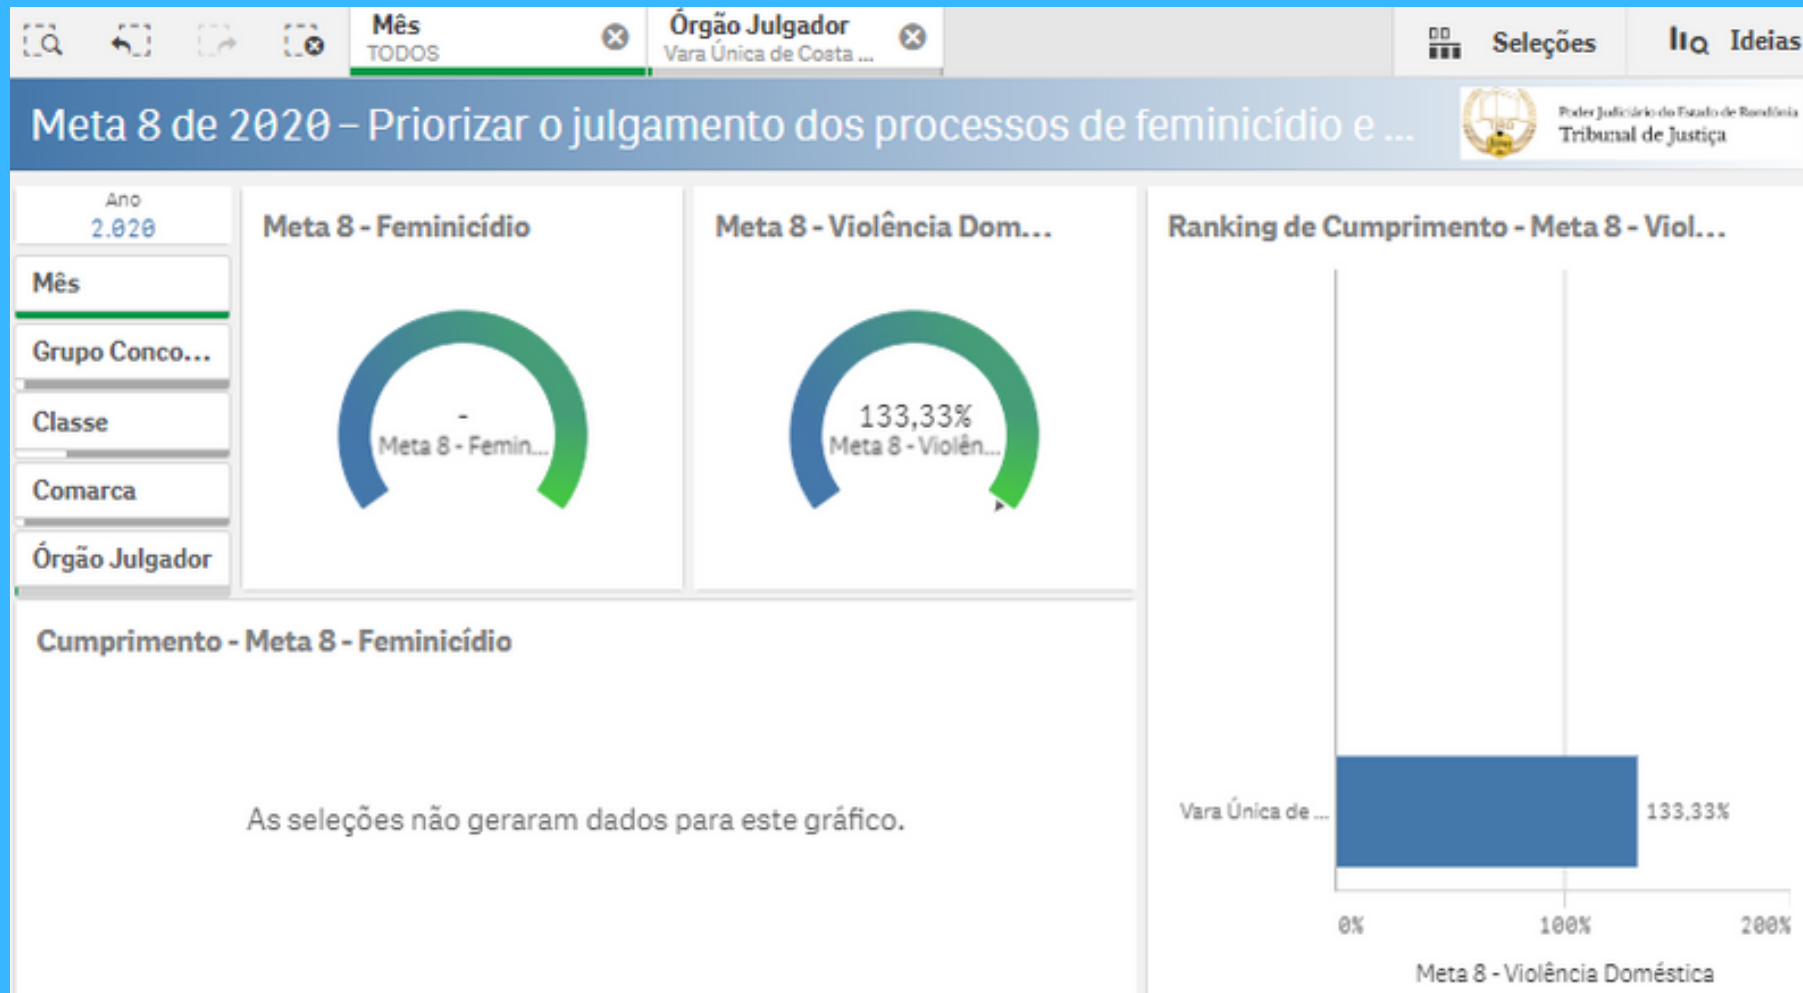 Mês
TODOS
Órgão Julgador
Vara Única de Costa ...
Seleções
Ideias
Meta 8 de 2020 – Priorizar o julgamento dos processos de feminicídio e ...
Poder Judiciário do Estado de Rondônia
Tribunal de Justiça
Ano
2.020
Mês
Grupo Conco...
Classe
Comarca
Órgão Julgador
Meta 8 - Feminicídio
-
Meta 8 - Femin...
Meta 8 - Violência Dom...
133,33%
Meta 8 - Violên...
Ranking de Cumprimento - Meta 8 - Viol...
Vara Única de ...
133,33%
0%
100%
200%
Meta 8 - Violência Doméstica
Cumprimento - Meta 8 - Feminicídio
As seleções não geraram dados para este gráfico.